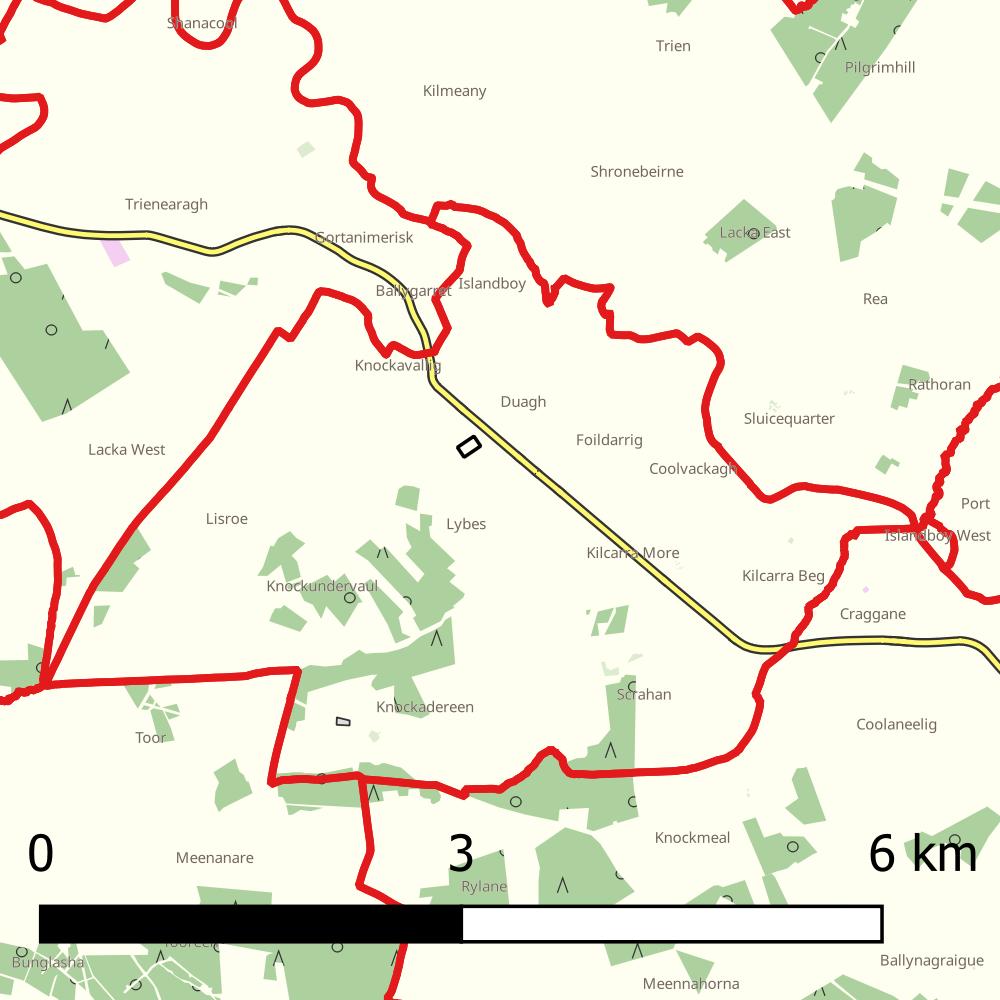 Shanacool
Trien
Pilgrimhill
Kilmeany
Shronebeirne
Trienearagh
Lacka East
Gortanimerisk
Islandboy
Ballygarret
Rea
Knockavallig
Rathoran
Duagh
Sluicequarter
Foildarrig
Lacka West
Coolvackagh
Port
Lisroe
Lybes
Islandboy West
Kilcarra More
Kilcarra Beg
Knockundervaul
Craggane
Scrahan
Knockadereen
Coolaneelig
Toor
Knockmeal
0 3 6 km
Meenanare
Rylane
Tooreen
Bunglasha
Ballynagraigue
Meennahorna